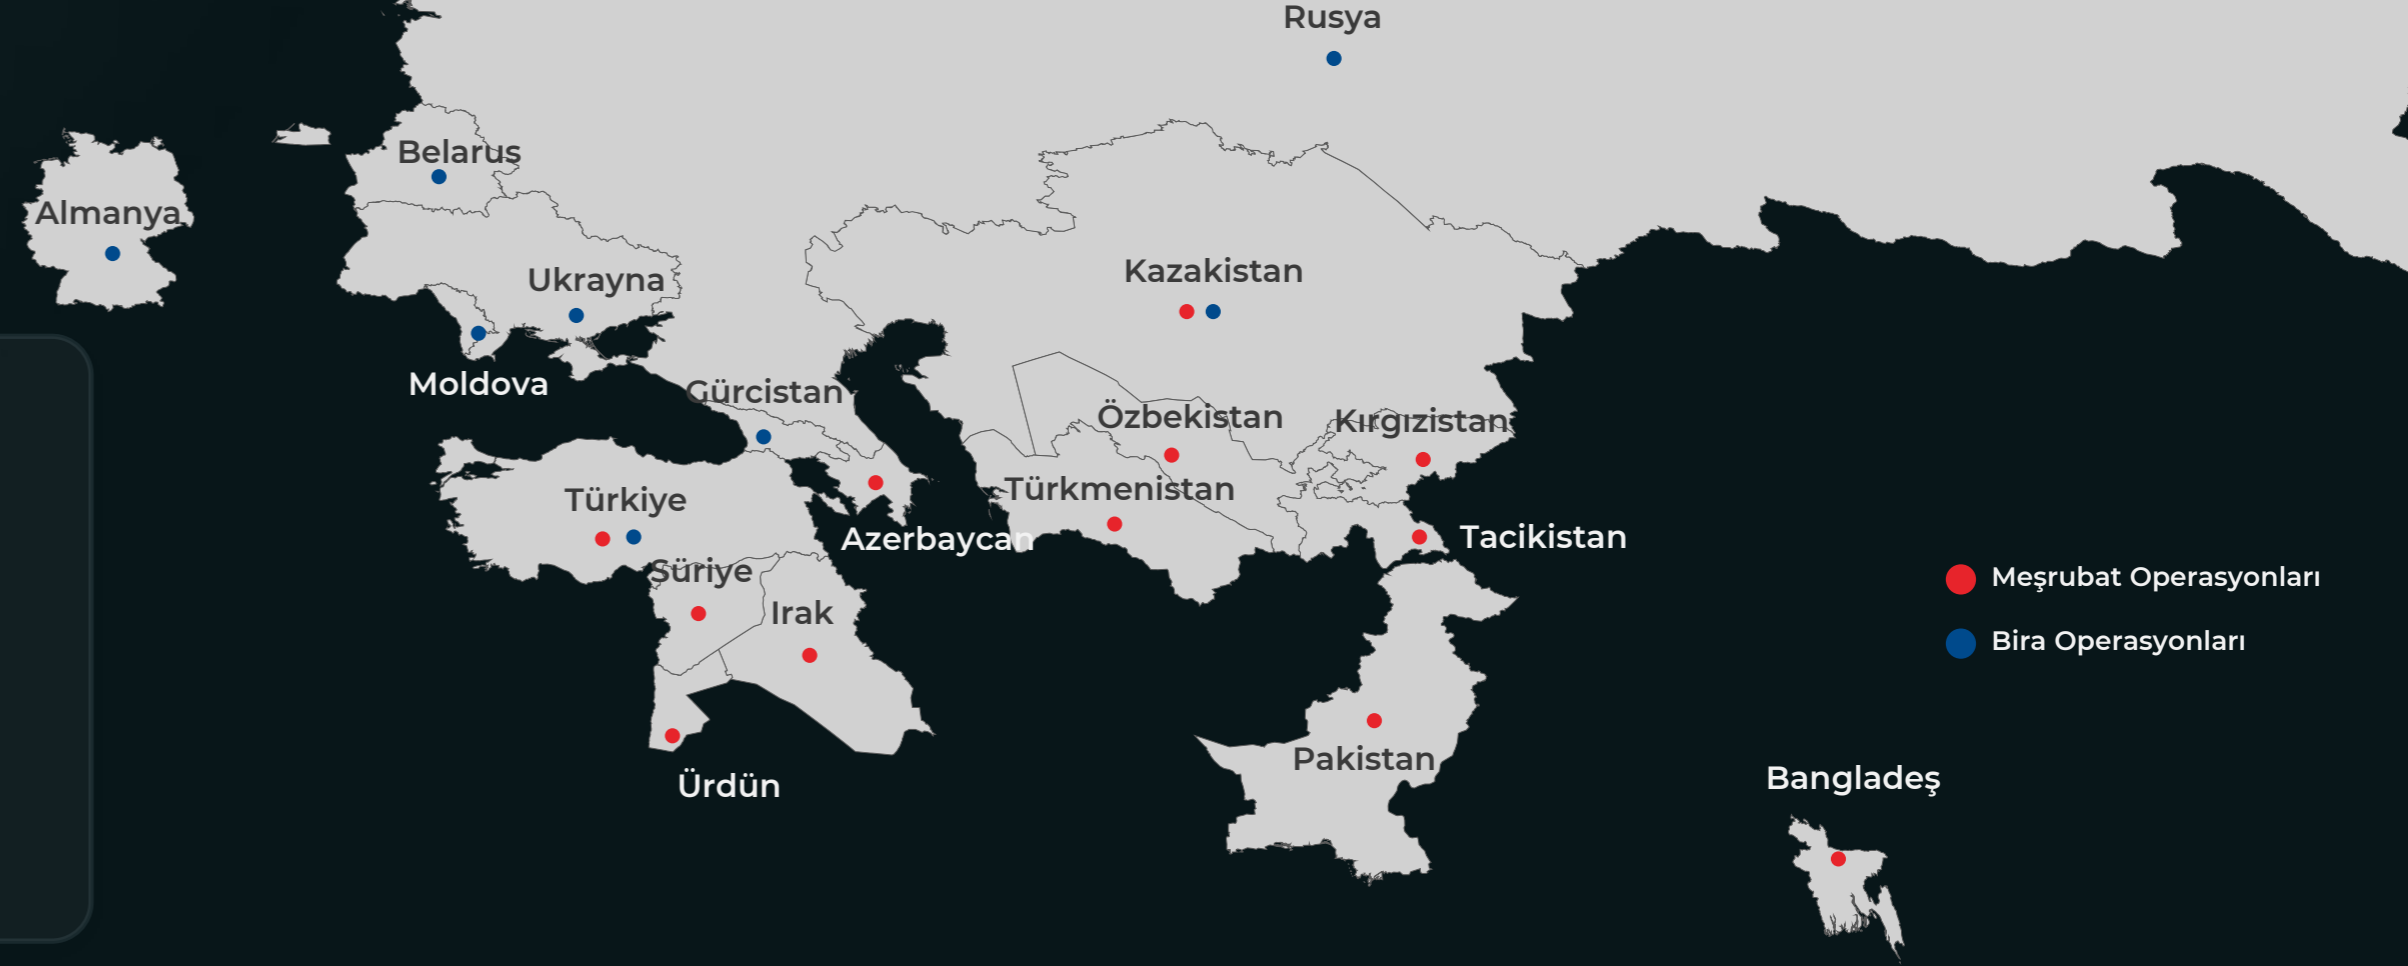 Rusya
Belarus
Almanya
Ukrayna
Kazakistan
Moldova
Gürcistan
Özbekistan
Kırgızistan
Türkiye
Türkmenistan
Azerbaycan
Tacikistan
Süriye
Irak
Meşrubat Operasyonları
Bira Operasyonları
Pakistan
Ürdün
Bangladeş